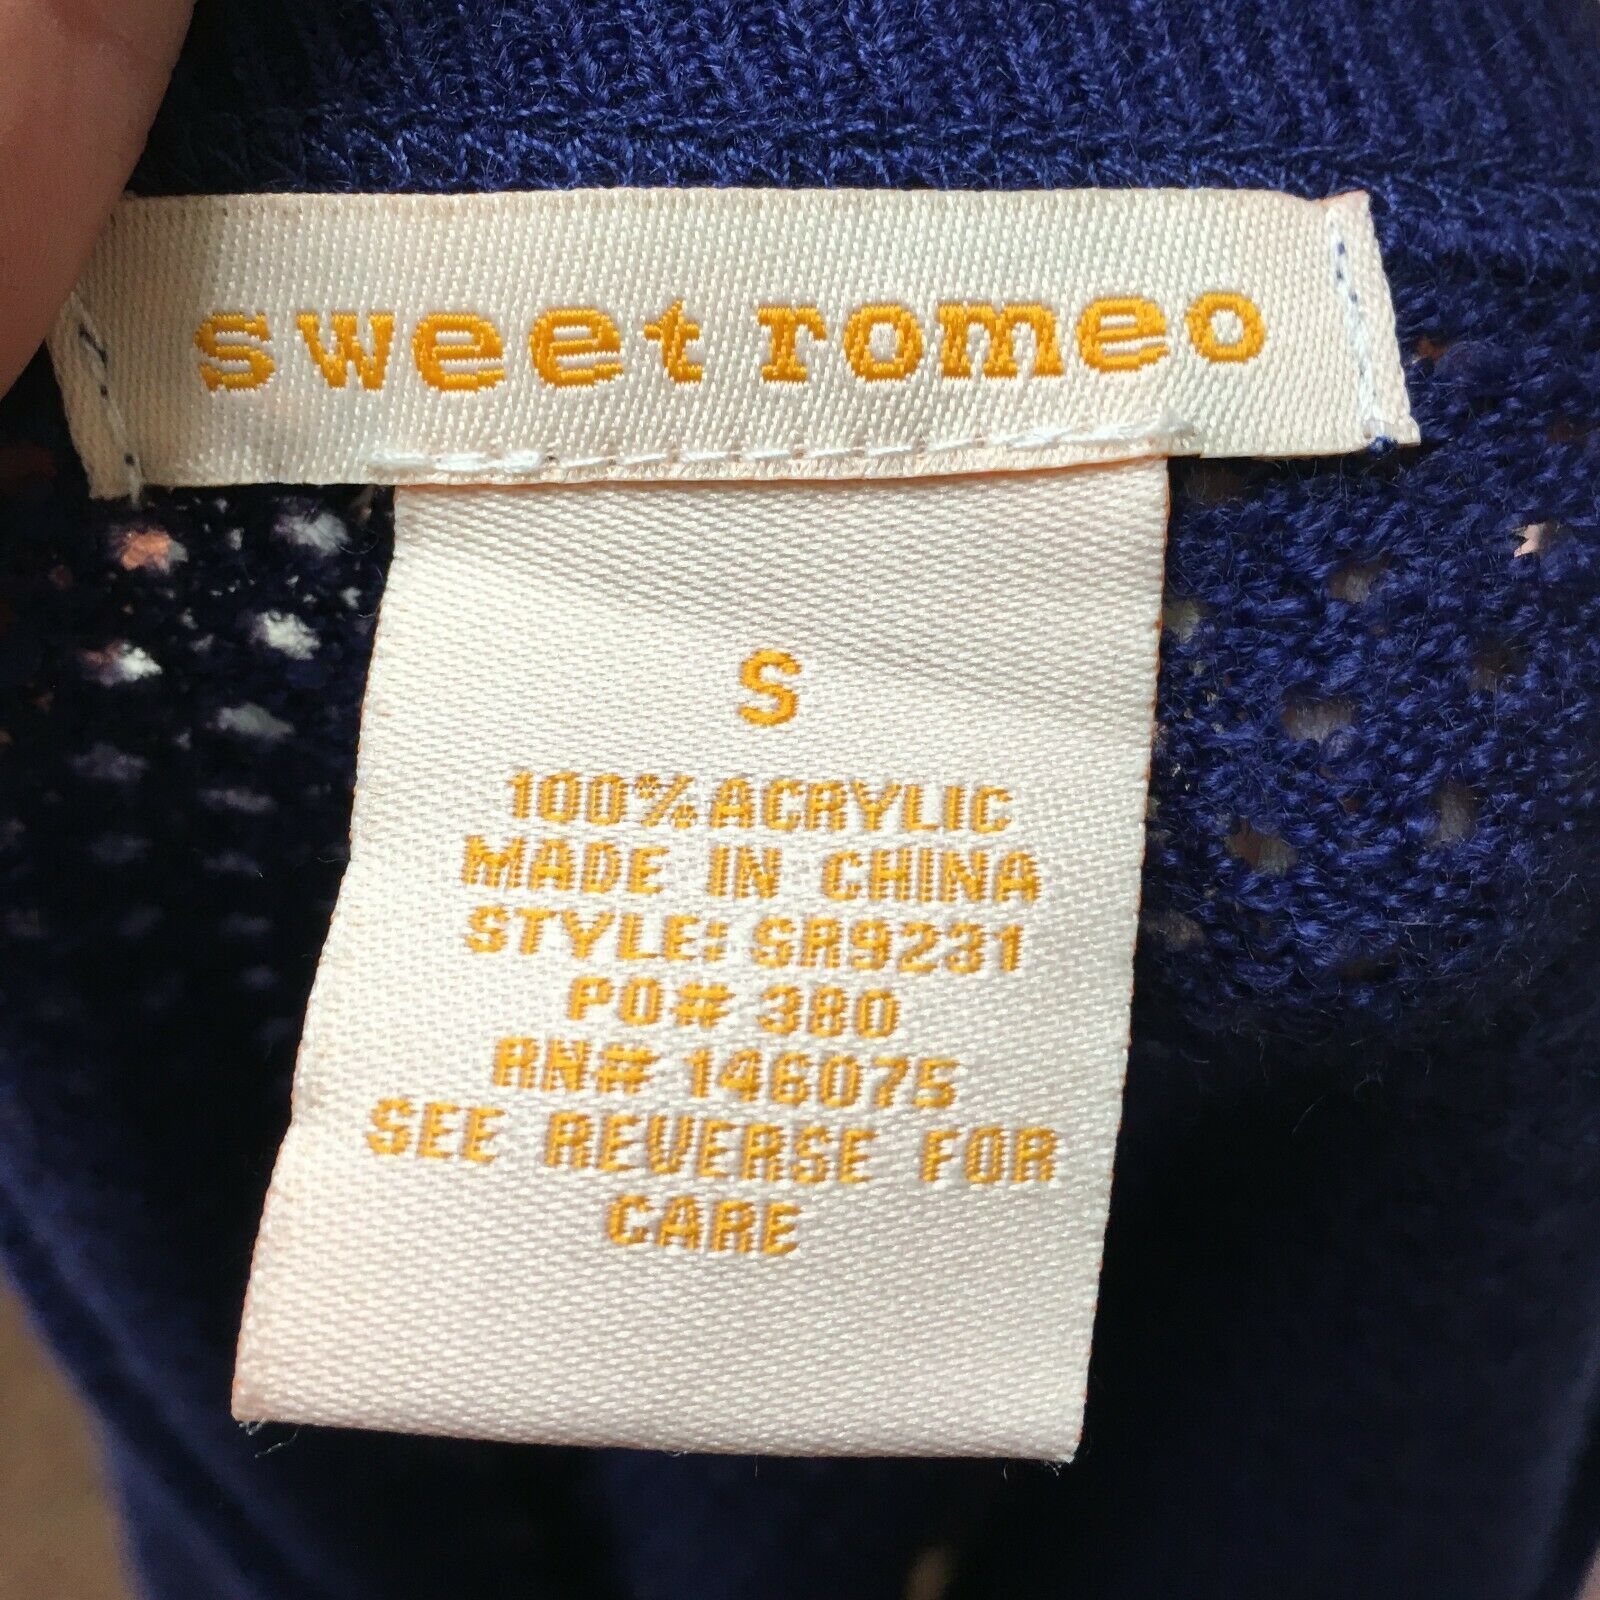 sweet romeo
S
100% ACRYLIC
MADE IN CHINA
STYLE: SR9231
PO# 380
RN# 146075
SEE REVERSE FOR
CARE